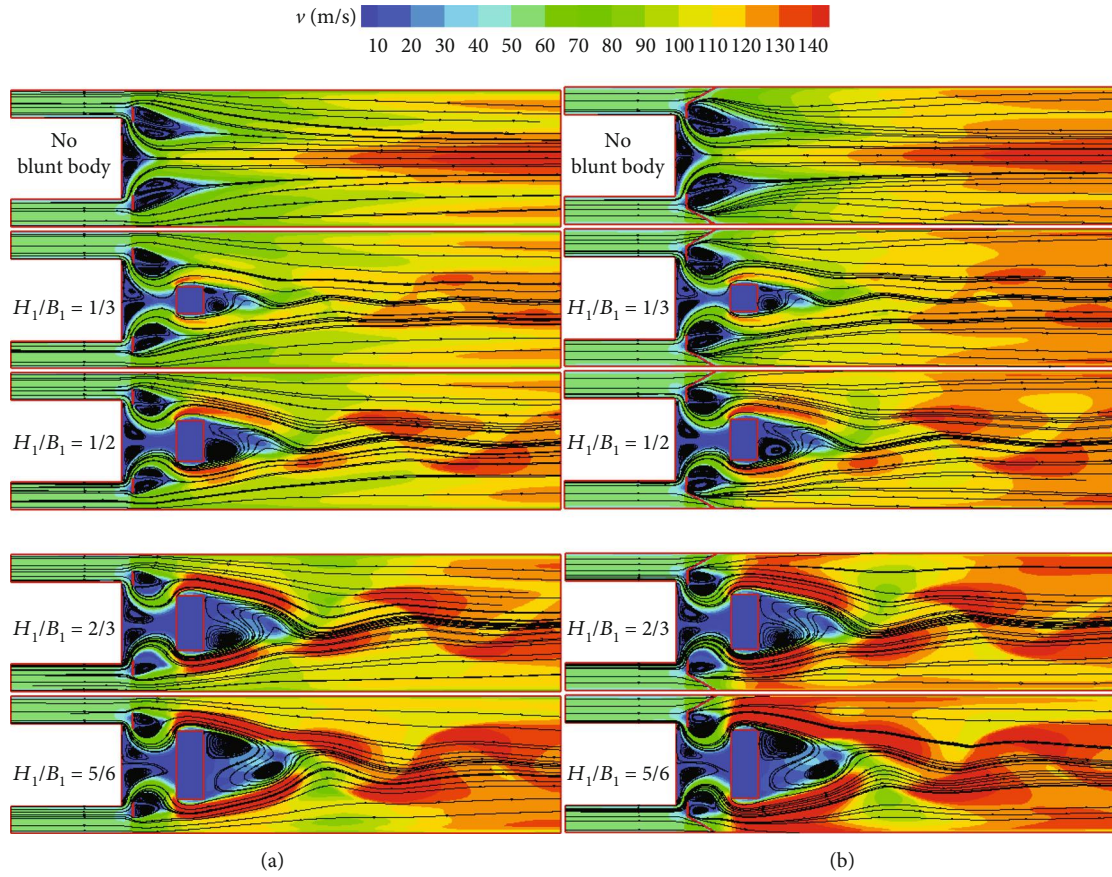 v (m/s)
10 20 30 40 50 60 70 80 90 100 110 120 130 140
No
blunt body
No
blunt body
H₁/B₁ = 1/3
H₁/B₁ = 1/3
H₁/B₁ = 1/2
H₁/B₁ = 1/2
H₁/B₁ = 2/3
H₁/B₁ = 2/3
H₁/B₁ = 5/6
H₁/B₁ = 5/6
(a)
(b)